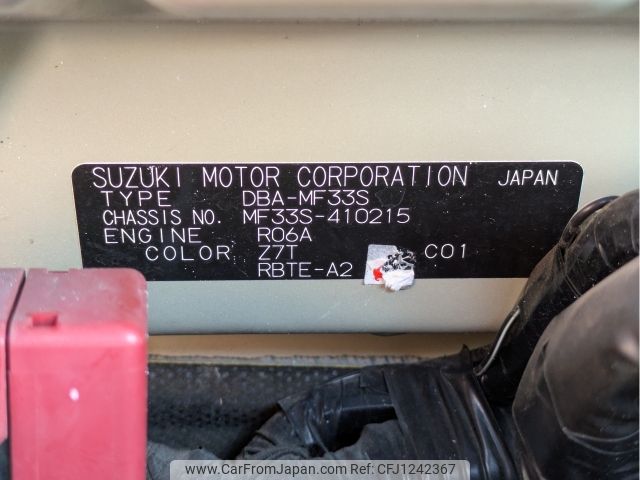 SUZUKI MOTOR CORPORATION JAPAN
TYPE DBA-MF33S
CHASSIS NO. MF33S-410215
ENGINE R06A
COLOR Z7T C01
RBTE-A2
www.CarFromJapan.com | Ref No. CFJ1242367